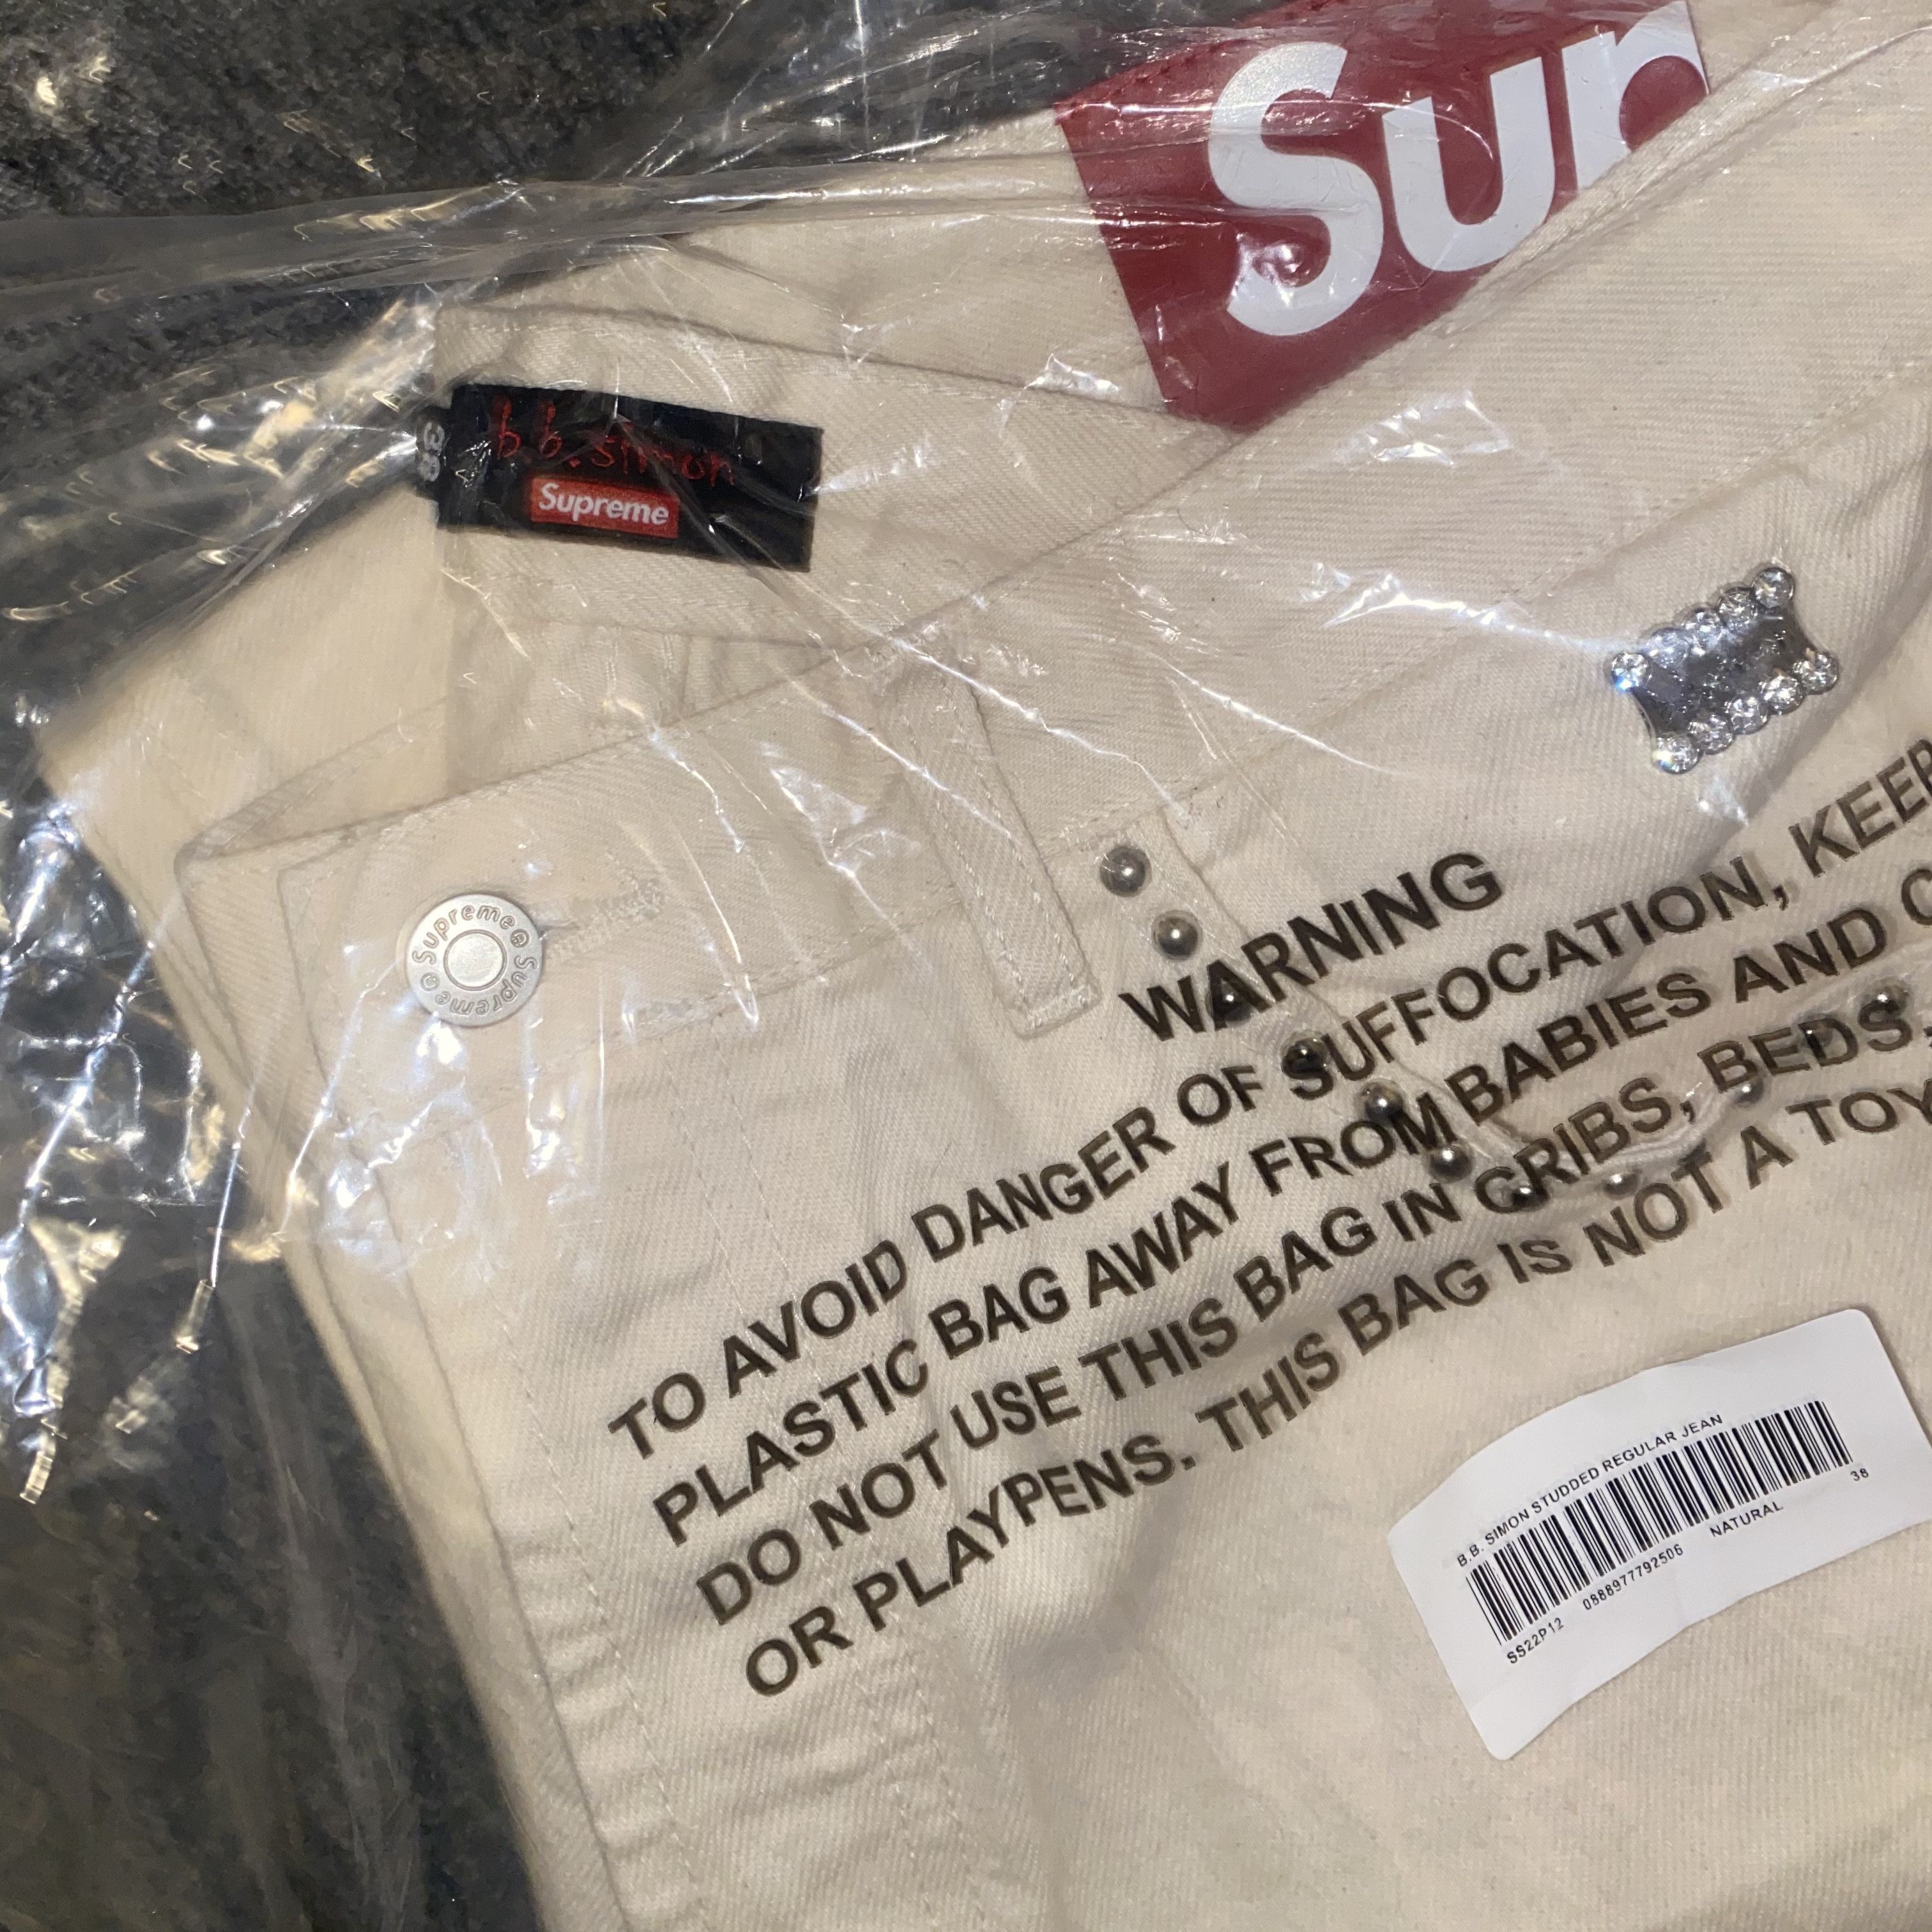 Sup
38
b.b.simon
Supreme
Supreme Supreme
WARNING
TO AVOID DANGER OF SUFFOCATION, KEEP
PLASTIC BAG AWAY FROM BABIES AND
DO NOT USE THIS BAG IN CRIBS, BEDS,
OR PLAYPENS. THIS BAG IS NOT A TOY
B.B. SIMON STUDDED REGULAR JEAN
SS22P12 0888977792506 NATURAL 38